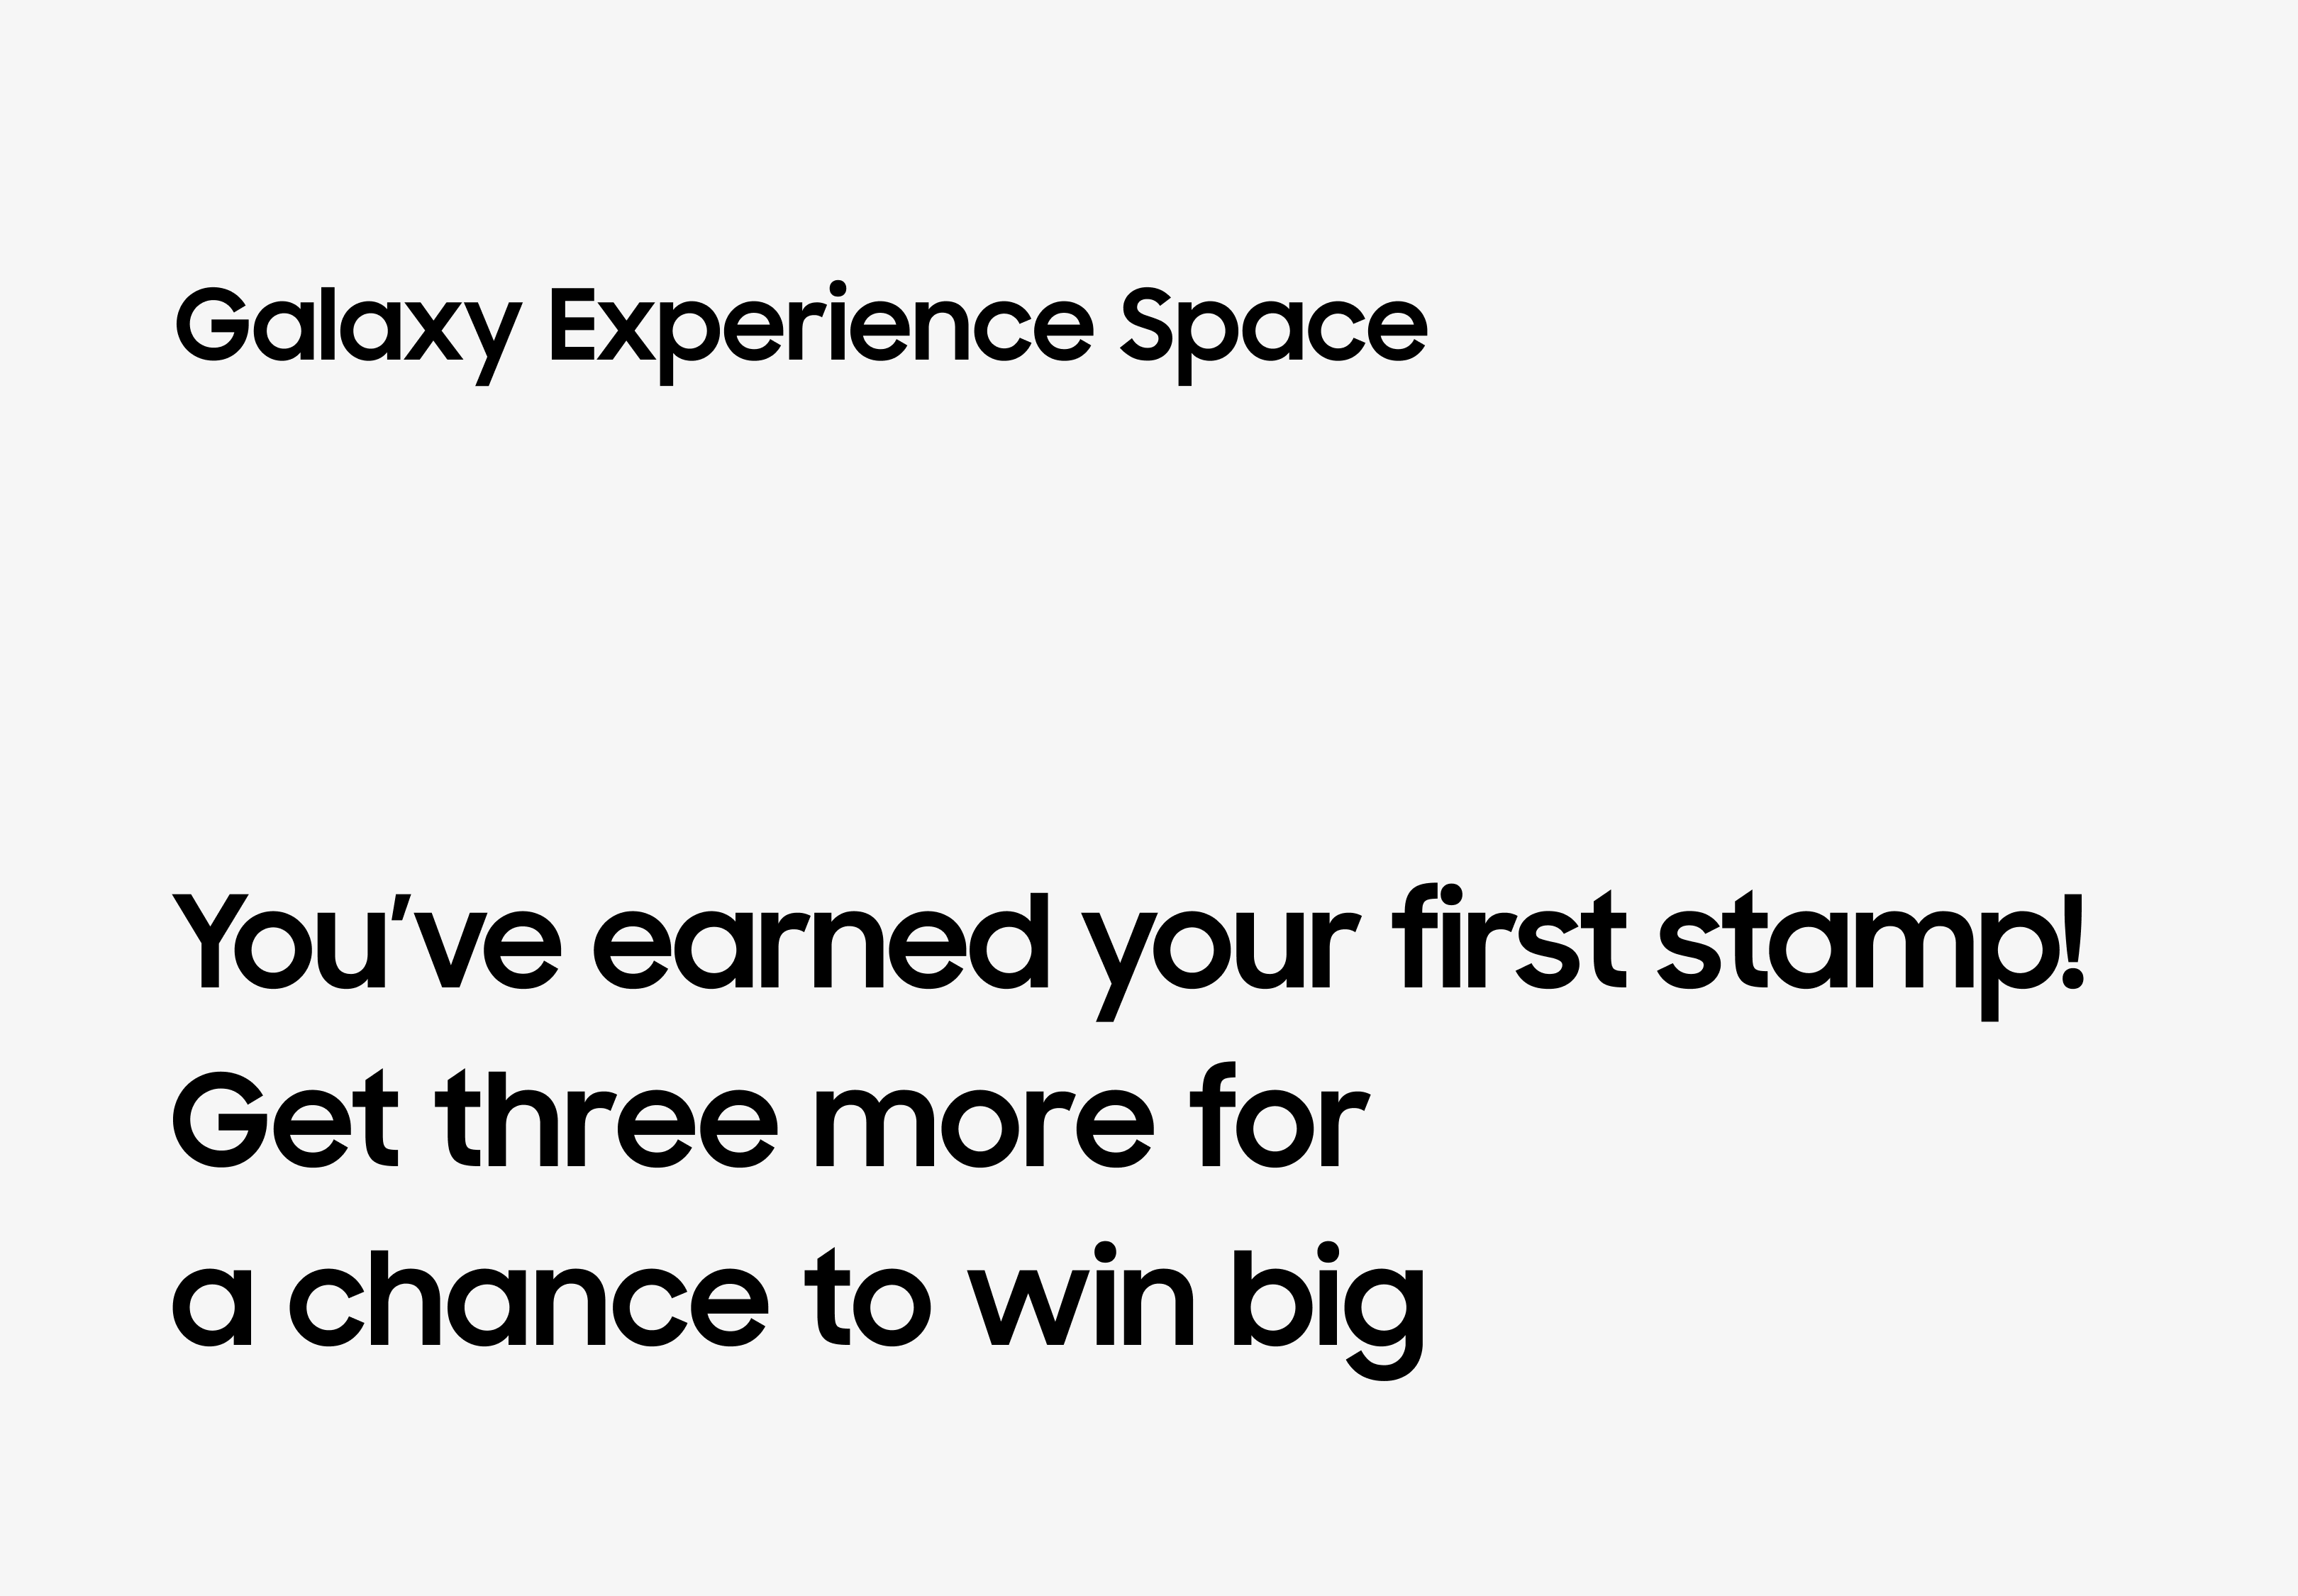 Galaxy Experience Space
You’ve earned your first stamp!
Get three more for
a chance to win big